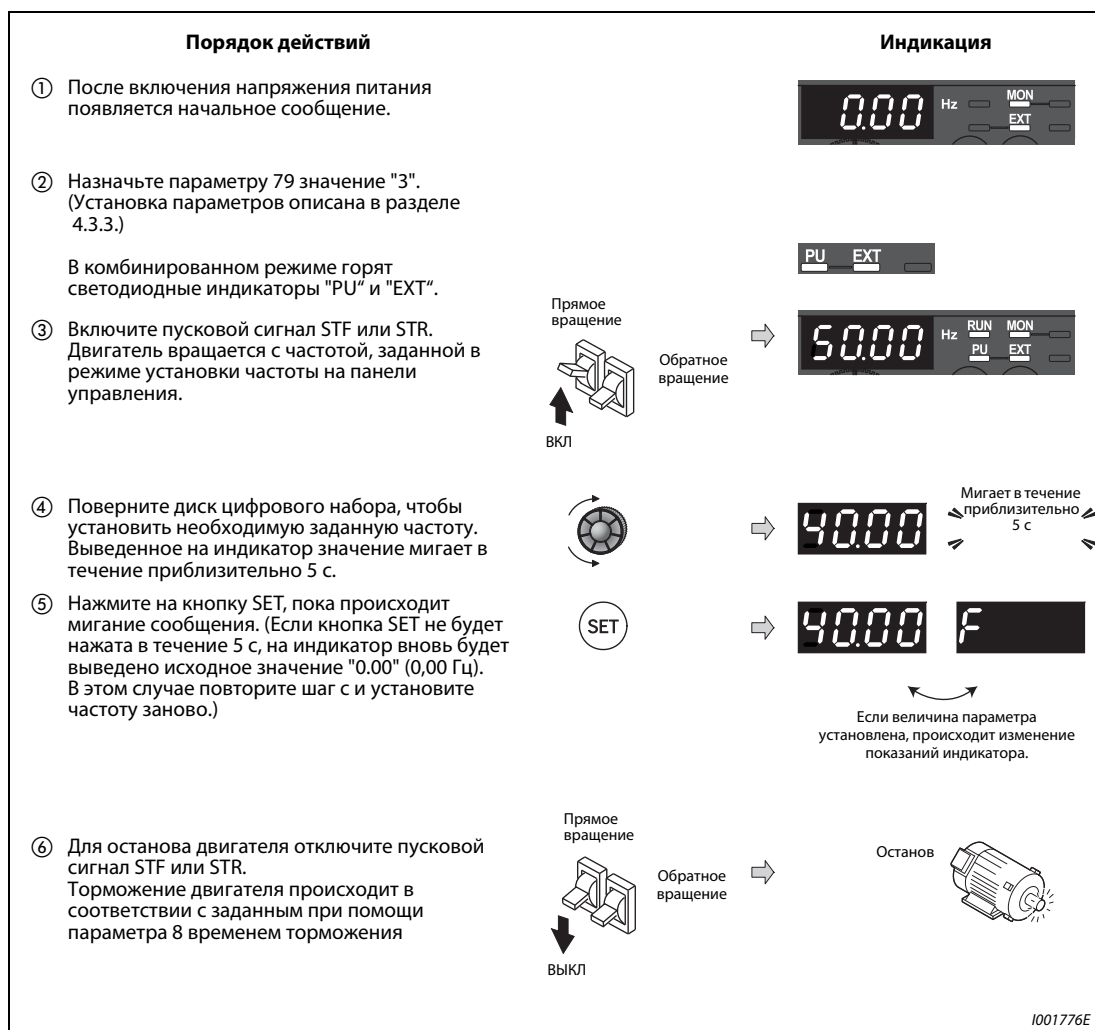 Порядок действий
Индикация
① После включения напряжения питания
появляется начальное сообщение.
0.00 Hz MON
EXT
② Назначьте параметру 79 значение "3".
(Установка параметров описана в разделе
4.3.3.)
В комбинированном режиме горят
светодиодные индикаторы "PU“ и "EXT“.
PU EXT
③ Включите пусковой сигнал STF или STR.
Двигатель вращается с частотой, заданной в
режиме установки частоты на панели
управления.
Прямое
вращение
Обратное
вращение
ВКЛ
50.00 Hz RUN MON
PU EXT
④ Поверните диск цифрового набора, чтобы
установить необходимую заданную частоту.
Выведенное на индикатор значение мигает в
течение приблизительно 5 с.
40.00
Мигает в течение
приблизительно
5 с
⑤ Нажмите на кнопку SET, пока происходит
мигание сообщения. (Если кнопка SET не будет
нажата в течение 5 с, на индикатор вновь будет
выведено исходное значение "0.00" (0,00 Гц).
В этом случае повторите шаг с и установите
частоту заново.)
SET
40.00 F
Если величина параметра
установлена, происходит изменение
показаний индикатора.
⑥ Для останова двигателя отключите пусковой
сигнал STF или STR.
Торможение двигателя происходит в
соответствии с заданным при помощи
параметра 8 временем торможения
Прямое
вращение
Обратное
вращение
ВЫКЛ
Останов
I001776E